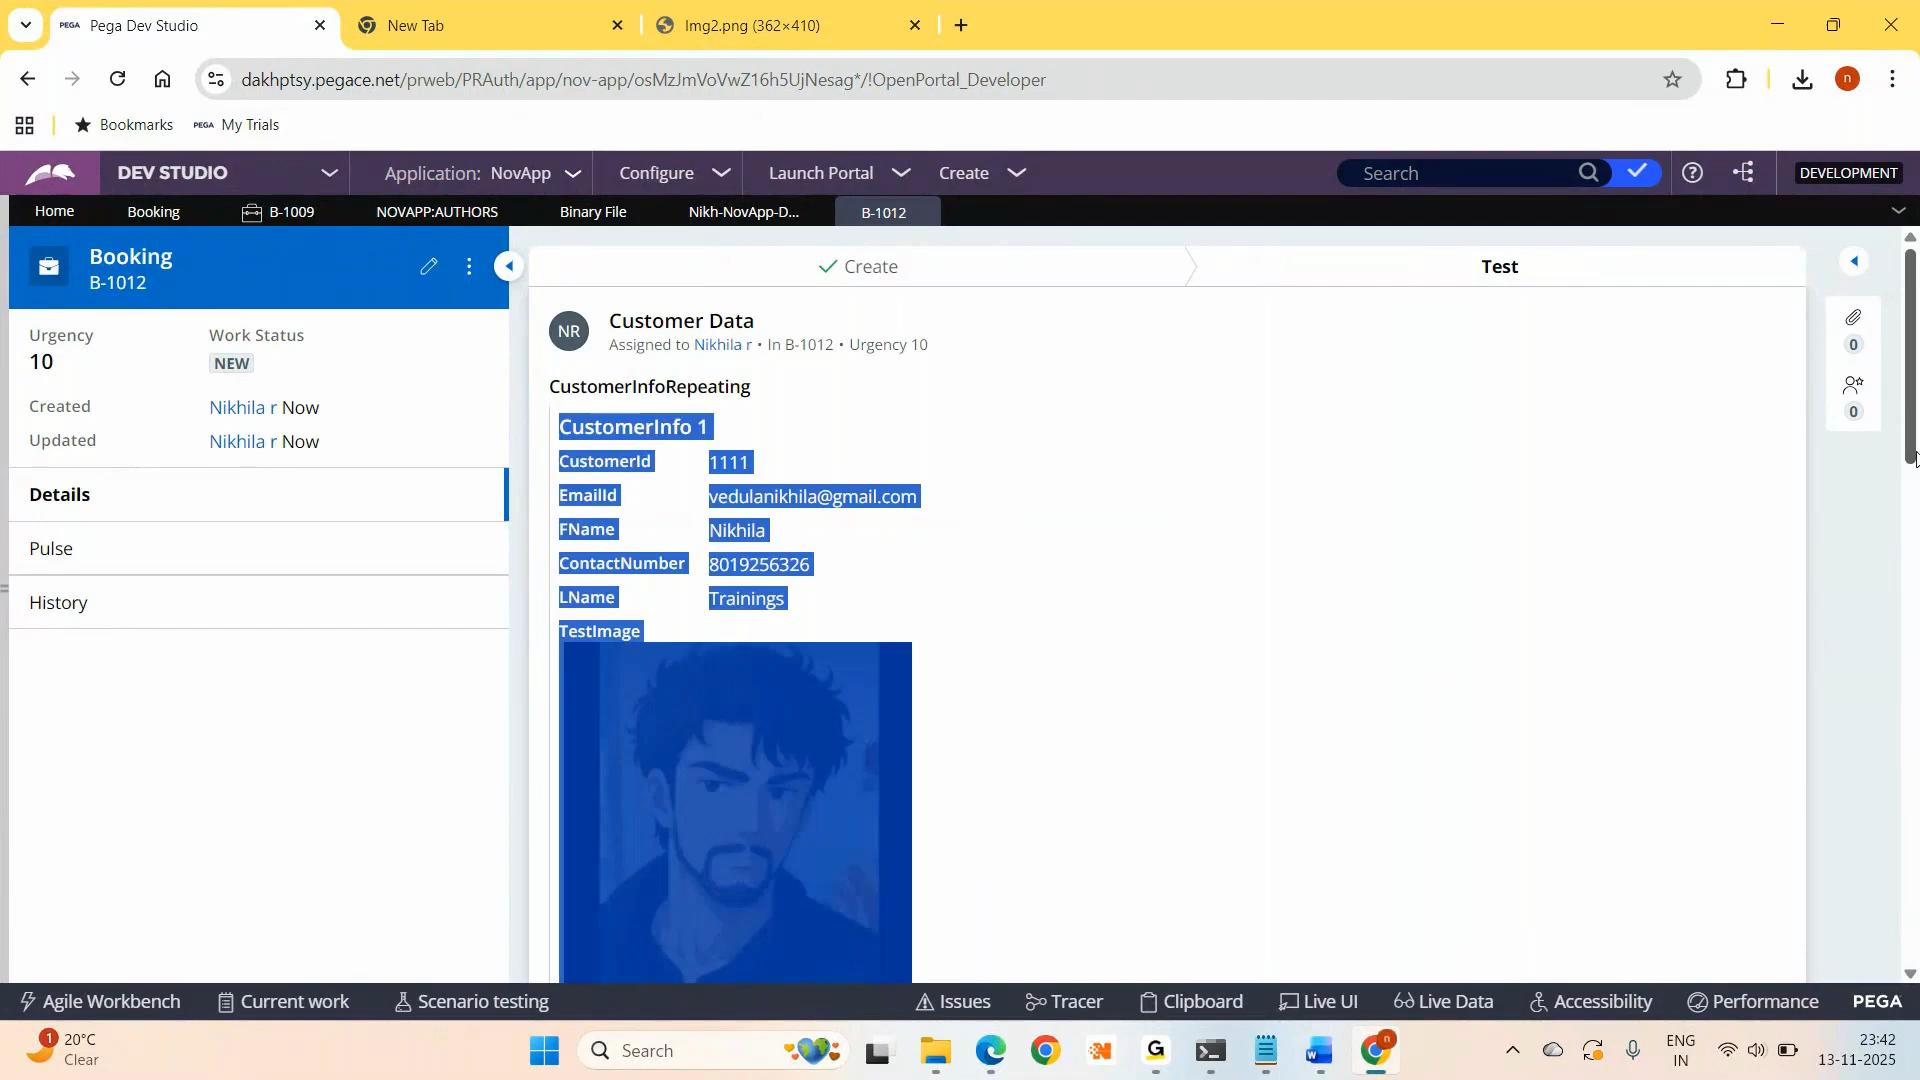 PEGA Pega Dev Studio
New Tab
Img2.png (362×410)
dakhptsy.pegace.net/prweb/PRAuth/app/nov-app/osMzJmVoVwZ16h5UjNesag*/!OpenPortal_Developer
n
Bookmarks
PEGA My Trials
DEV STUDIO
Application: NovApp
Configure
Launch Portal
Create
Search
DEVELOPMENT
Home
Booking
B-1009
NOVAPP:AUTHORS
Binary File
Nikh-NovApp-D...
B-1012
Booking
B-1012
Urgency
Work Status
10
NEW
Created
Nikhila r Now
Updated
Nikhila r Now
Details
Pulse
History
Create
Test
NR
Customer Data
Assigned to Nikhila r • In B-1012 • Urgency 10
CustomerInfoRepeating
CustomerInfo 1
CustomerId 1111
EmailId vedulanikhila@gmail.com
FName Nikhila
ContactNumber 8019256326
LName Trainings
TestImage
0
0
Agile Workbench
Current work
Scenario testing
Issues
Tracer
Clipboard
Live UI
Live Data
Accessibility
Performance
PEGA
1
20°C
Clear
Search
G
W
n
ENG
IN
23:42
13-11-2025